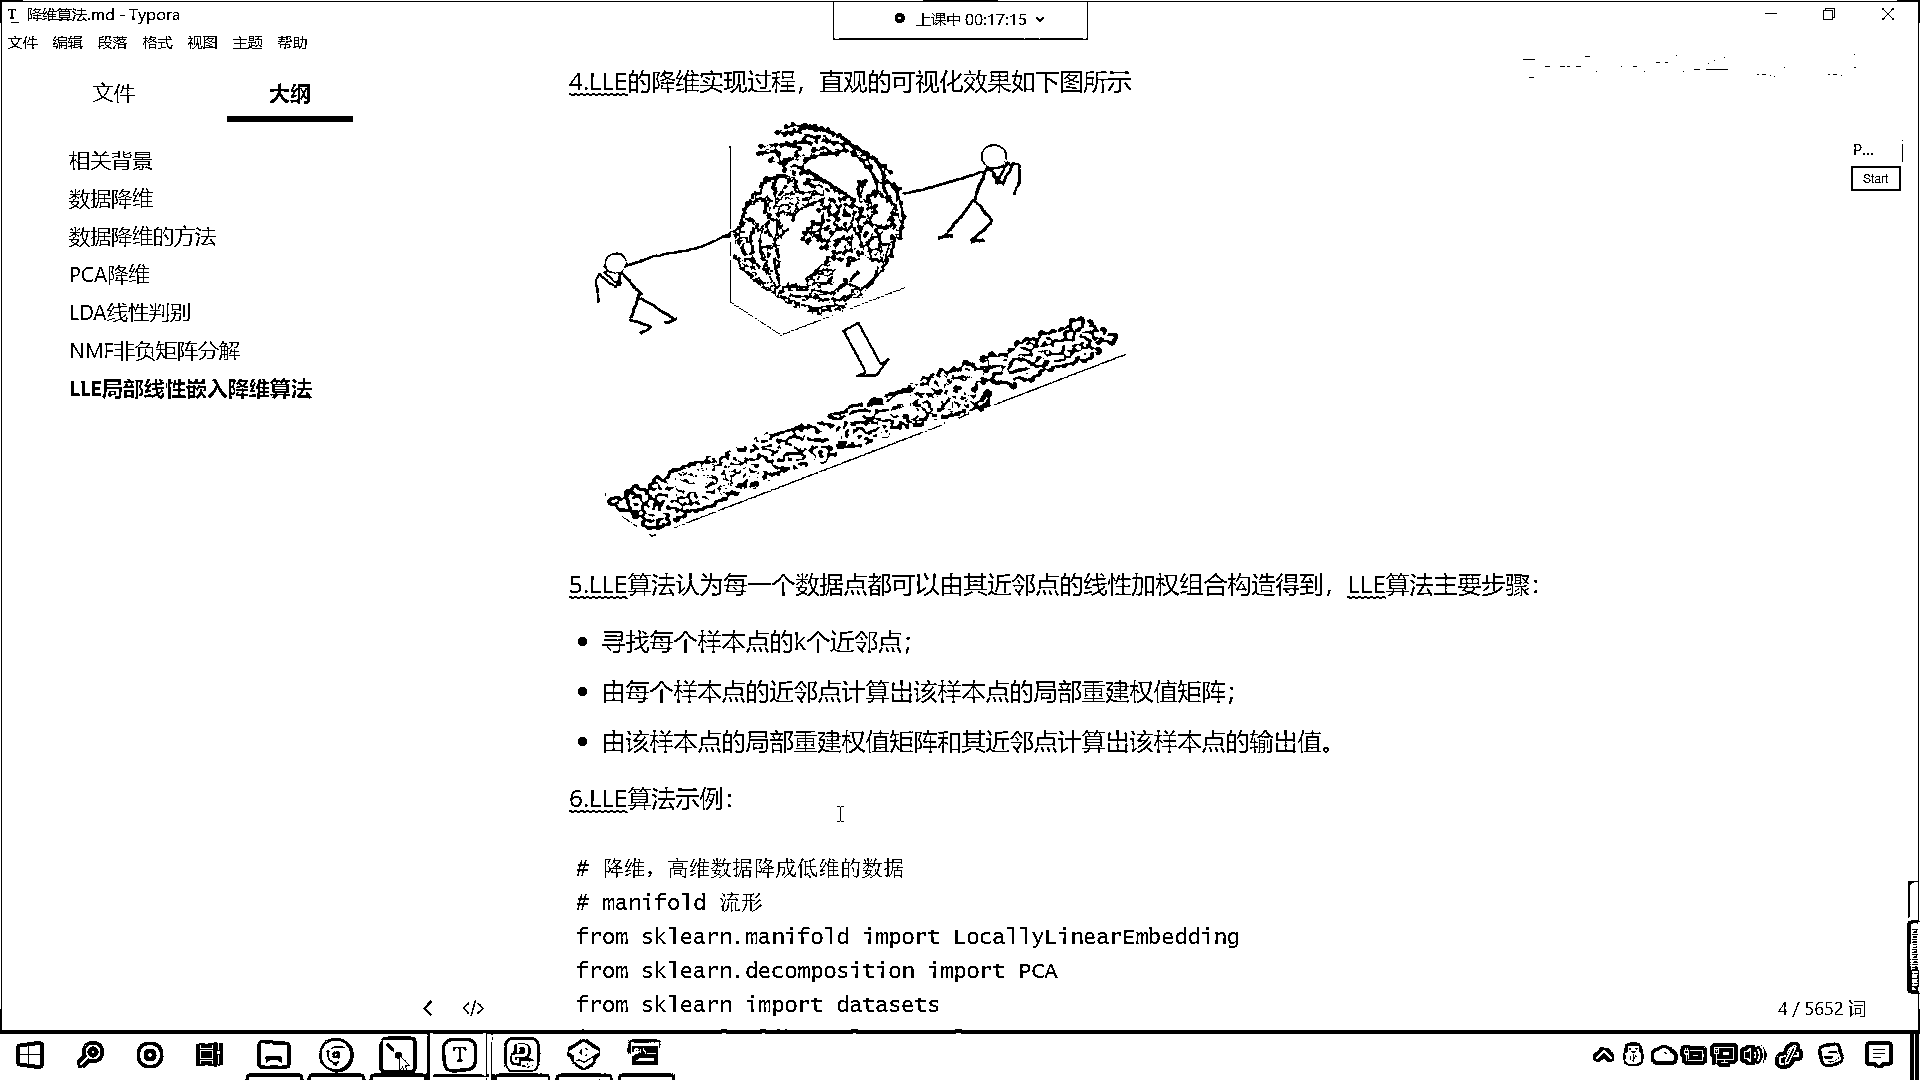 降维算法.md - Typora
上课中 00:17:15
文件 编辑 段落 格式 视图 主题 帮助
文件
大纲
相关背景
数据降维
数据降维的方法
PCA降维
LDA线性判别
NMF非负矩阵分解
LLE局部线性嵌入降维算法
4.LLE的降维实现过程，直观的可视化效果如下图所示
P...
Start
5.LLE算法认为每一个数据点都可以由其近邻点的线性加权组合构造得到，LLE算法主要步骤：
• 寻找每个样本点的k个近邻点；
• 由每个样本点的近邻点计算出该样本点的局部重建权值矩阵；
• 由该样本点的局部重建权值矩阵和其近邻点计算出该样本点的输出值。
6.LLE算法示例：
# 降维，高维数据降成低维的数据
# manifold 流形
from sklearn.manifold import LocallyLinearEmbedding
from sklearn.decomposition import PCA
from sklearn import datasets
4 / 5652 词